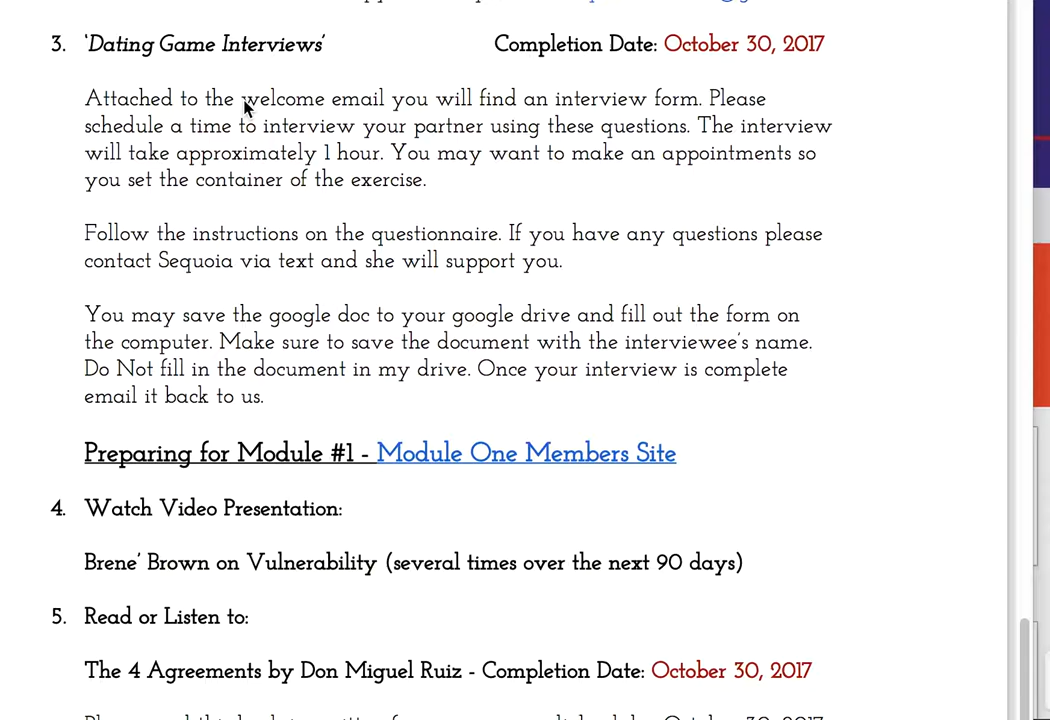 3. 'Dating Game Interviews' Completion Date: October 30, 2017
Attached to the welcome email you will find an interview form. Please
schedule a time to interview your partner using these questions. The interview
will take approximately 1 hour. You may want to make an appointments so
you set the container of the exercise.
Follow the instructions on the questionnaire. If you have any questions please
contact Sequoia via text and she will support you.
You may save the google doc to your google drive and fill out the form on
the computer. Make sure to save the document with the interviewee's name.
Do Not fill in the document in my drive. Once your interview is complete
email it back to us.
Preparing for Module #1 - Module One Members Site
4. Watch Video Presentation:
Brene' Brown on Vulnerability (several times over the next 90 days)
5. Read or Listen to:
The 4 Agreements by Don Miguel Ruiz - Completion Date: October 30, 2017